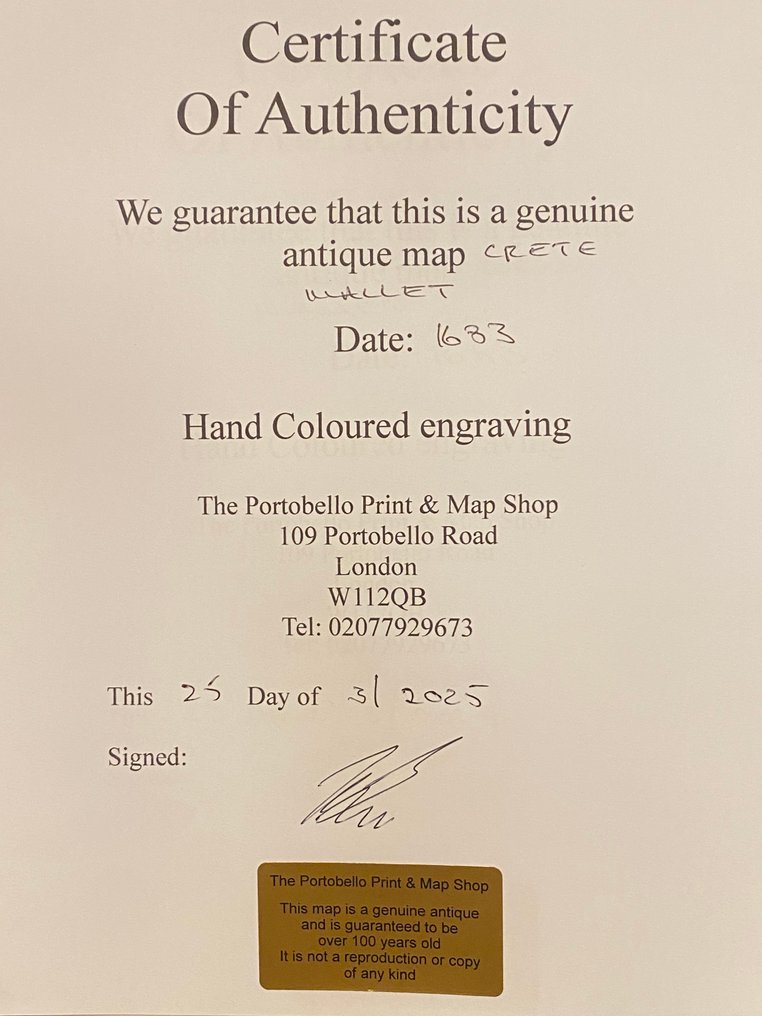 Certificate
Of Authenticity
We guarantee that this is a genuine
antique map CRETE
MALLET
Date: 1683
Hand Coloured engraving
The Portobello Print & Map Shop
109 Portobello Road
London
W112QB
Tel: 02077929673
This 25 Day of 3/ 2025
Signed:
The Portobello Print & Map Shop
This map is a genuine antique
and is guaranteed to be
over 100 years old
It is not a reproduction or copy
of any kind